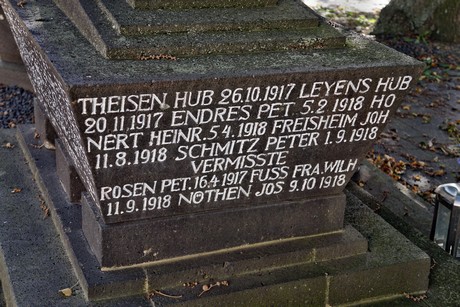 THEISEN HUB 26.10.1917 LEYENS HUB
20 11 1917 ENDRES PET. 5 2 1918 HO
NERT HEINR. 5 4. 1918 FREISHEIM JOH
11. 8 1918 SCHMITZ PETER 1. 9 1918
VERMISSTE
ROSEN PET. 16.4 1917 FUSS FRA. WILH
11. 9. 1918 NÖTHEN JOS 9. 10 1918